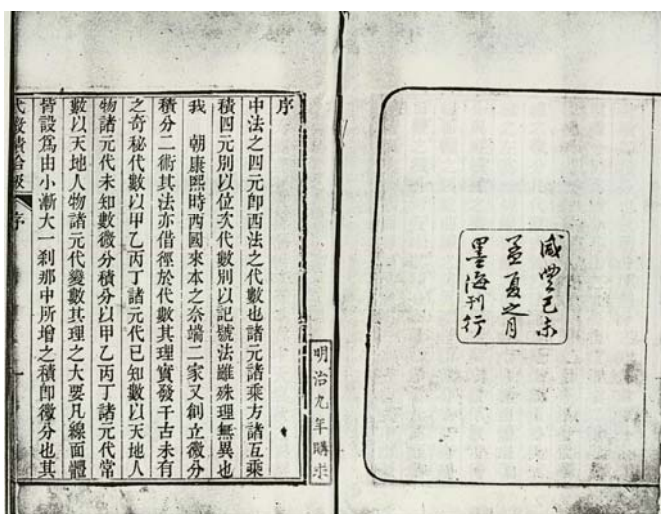 咸豐己未
孟夏之月
墨海刊行
明治九年購求
序
中法之四元卽西法之代數也諸元諸乘方諸互乘
積四元別以位次代數別以記號法雖殊理無異也
我　朝康熙時西國來本之奈端二家又創立微分
積分二術其法亦借徑於代數其理實發千古未有
之奇秘代數以甲乙丙丁諸元代已知數以天地人
物諸元代未知數微分積分以甲乙丙丁諸元代常
數以天地人物諸元代變數其理之大要凡線面體
皆設爲由小漸大一刹那中所增之積卽微分也其
代微積拾級
序
一